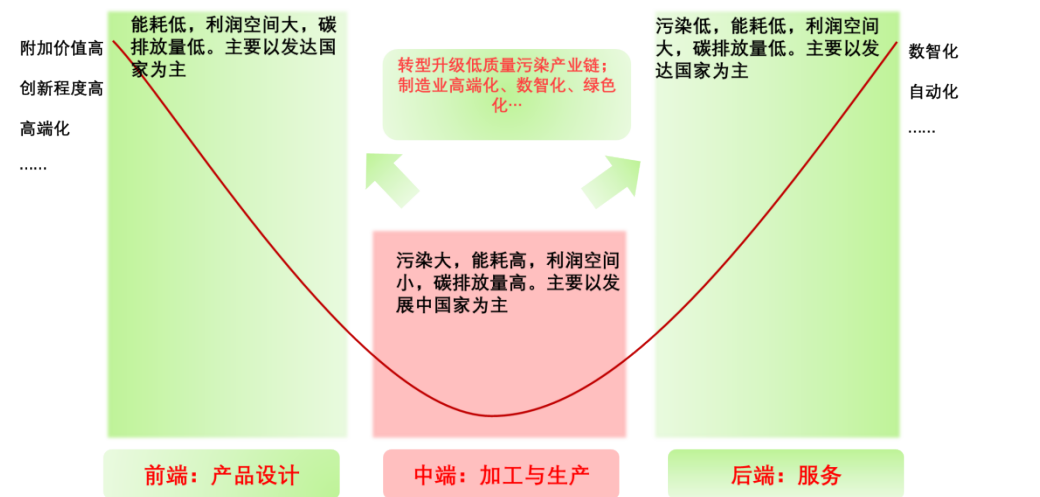 附加价值高
创新程度高
高端化
……
能耗低，利润空间大，碳
排放量低。主要以发达国
家为主
转型升级低质量污染产业链；
制造业高端化、数智化、绿色
化…
污染低，能耗低，利润空间
大，碳排放量低。主要以发
达国家为主
数智化
自动化
……
污染大，能耗高，利润空间
小，碳排放量高。主要以发
展中国家为主
前端：产品设计
中端：加工与生产
后端：服务